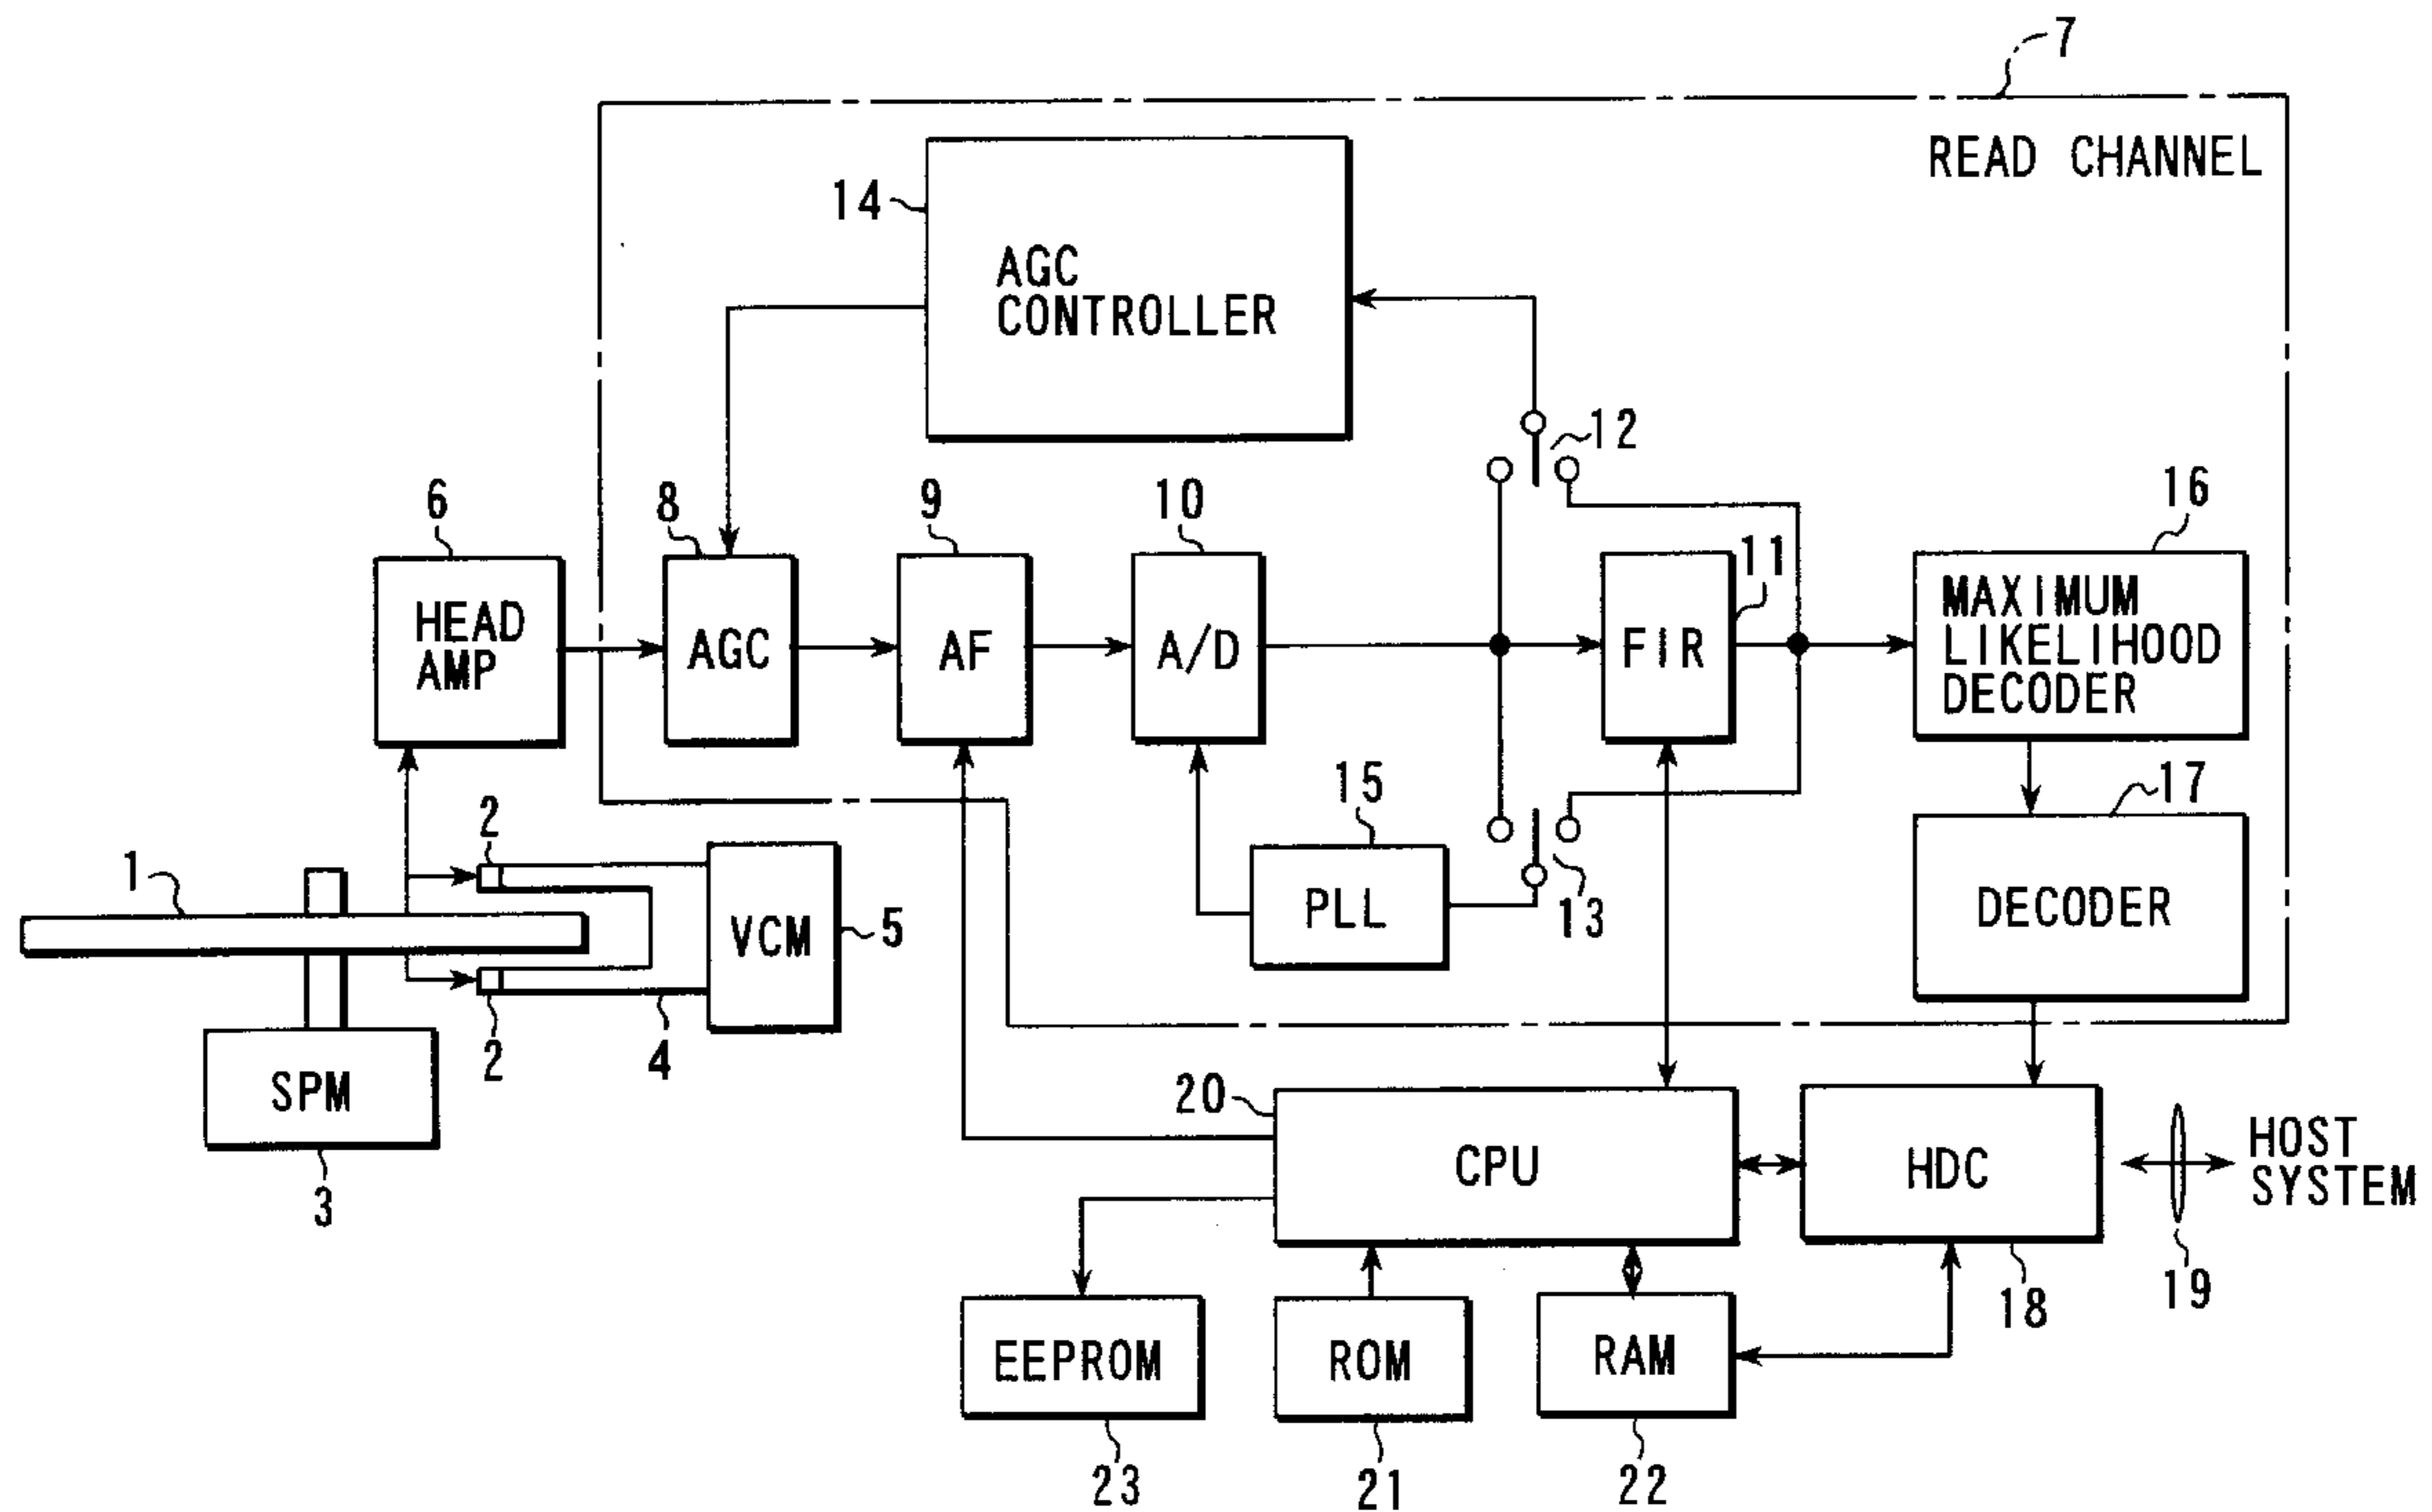 7
READ CHANNEL
14
AGC
CONTROLLER
12
6
8
9
10
16
HEAD
AMP
AGC
AF
A/D
FIR
11
MAXIMUM
LIKELIHOOD
DECODER
15
17
2
1
PLL
13
DECODER
VCM
5
2
4
SPM
3
20
CPU
HDC
HOST
SYSTEM
18
19
EEPROM
ROM
RAM
23
21
22